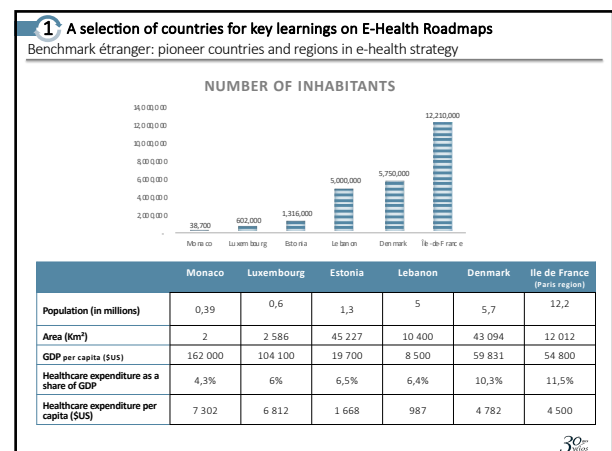 1 A selection of countries for key learnings on E-Health Roadmaps
Benchmark étranger: pioneer countries and regions in e-health strategy
NUMBER OF INHABITANTS
14,000,000
12,000,000
10,000,000
8,000,000
6,000,000
4,000,000
2,000,000
-
38,700
602,000
1,316,000
5,000,000
5,750,000
12,210,000
Monaco Luxembourg Estonia Lebanon Denmark Île-de-France
Monaco Luxembourg Estonia Lebanon Denmark Ile de France
(Paris region)
Population (in millions) 0,39 0,6 1,3 5 5,7 12,2
Area (Km²) 2 2 586 45 227 10 400 43 094 12 012
GDP per capita ($US) 162 000 104 100 19 700 8 500 59 831 54 800
Healthcare expenditure as a
share of GDP 4,3% 6% 6,5% 6,4% 10,3% 11,5%
Healthcare expenditure per
capita ($US) 7 302 6 812 1 668 987 4 782 4 500
30